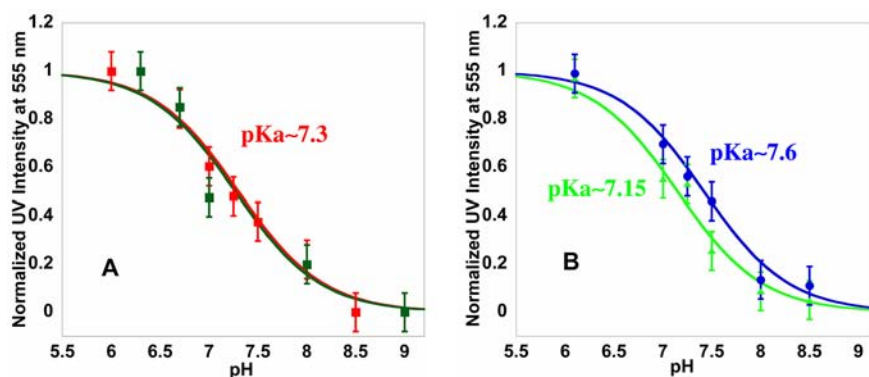 Normalized UV Intensity at 555 nm
1.2
1
0.8
0.6
0.4
0.2
0
pKa~7.3
A
5.5 6 6.5 7 7.5 8 8.5 9
pH
Normalized UV Intensity at 555 nm
1.2
1
0.8
0.6
0.4
0.2
0
pKa~7.6
pKa~7.15
B
5.5 6 6.5 7 7.5 8 8.5 9
pH